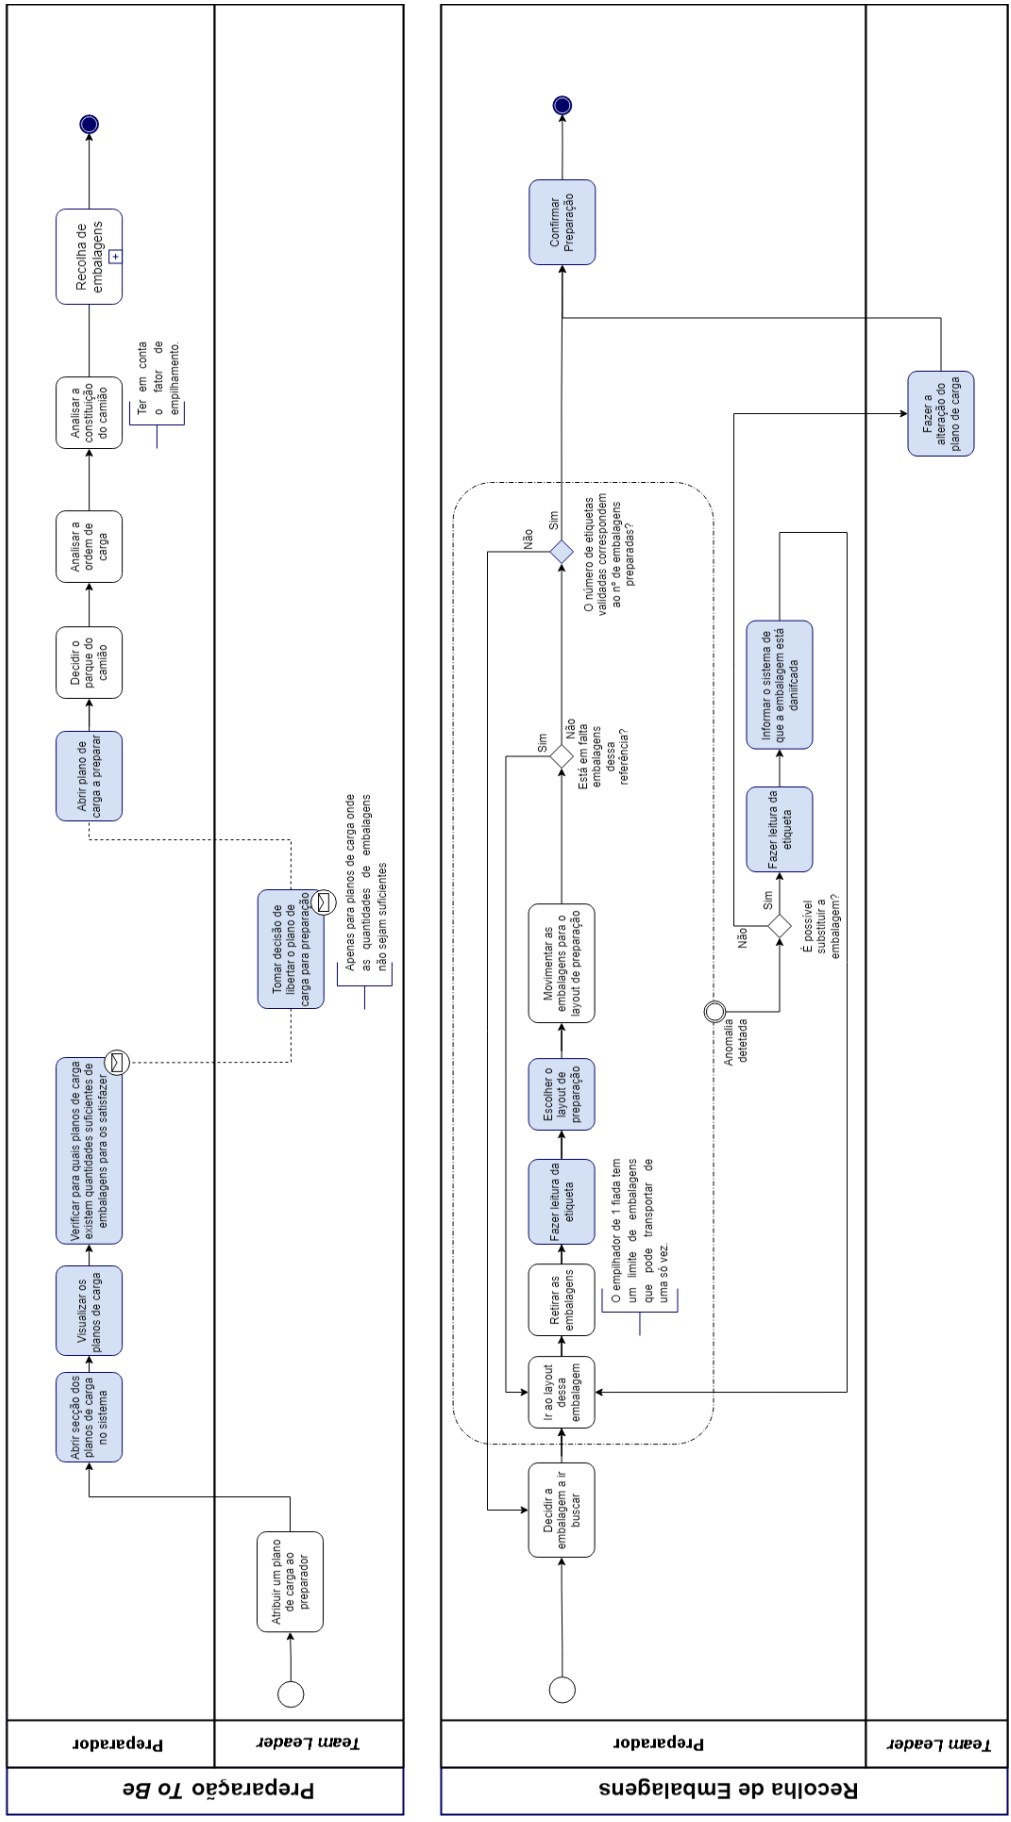 Preparação To Be
Preparador
Team Leader
Atribuir um plano
de carga ao
preparador
Abrir secção dos
planos de carga
no sistema
Visualizar os
planos de carga
Verificar para quais planos de carga
existem quantidades suficientes de
embalagens para os satisfazer
Tomar decisão de
libertar o plano de
carga para preparação
Apenas para planos de carga onde
as quantidades de embalagens
não sejam suficientes
Abrir plano de
carga a preparar
Decidir o
parque do
camião
Analisar a
ordem de
carga
Analisar a
constituição
do camião
Ter em conta
o fator de
empilhamento.
Recolha de
embalagens
+
Recolha de Embalagens
Preparador
Team Leader
Decidir a
embalagem a ir
buscar
Ir ao layout
dessa
embalagem
Retirar as
embalagens
O empilhador de 1 fiada tem
um limite de embalagens
que pode transportar de
uma só vez.
Fazer leitura da
etiqueta
Escolher o
layout de
preparação
Movimentar as
embalagens para o
layout de preparação
Sim
Não
Está em falta
embalagens
dessa
referência?
Não
Sim
O número de etiquetas
validadas correspondem
ao nº de embalagens
preparadas?
Anomalia
detetada
Não
Sim
É possível
substituir a
embalagem?
Fazer leitura da
etiqueta
Informar o sistema de
que a embalagem está
daniifcada
Fazer a
alteração do
plano de carga
Confirmar
Preparação